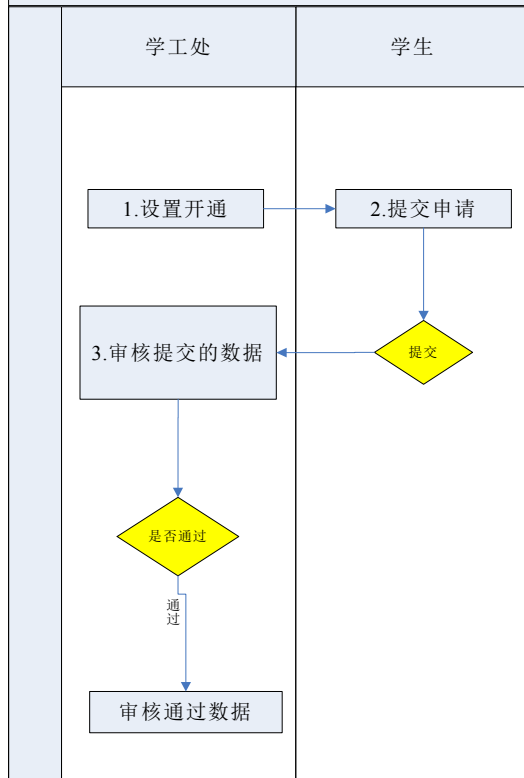 学工处
学生
1.设置开通
2.提交申请
3.审核提交的数据
提交
是否通过
通过
审核通过数据